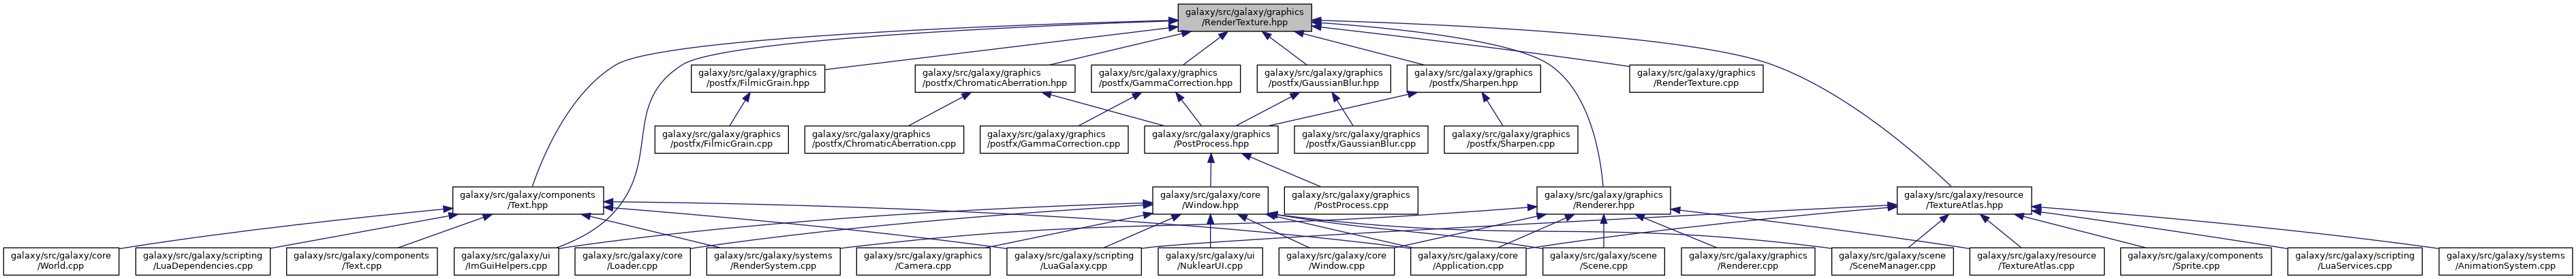 galaxy/src/galaxy/graphics
/RenderTexture.hpp
galaxy/src/galaxy/graphics
/postfx/FilmicGrain.hpp
galaxy/src/galaxy/graphics
/postfx/ChromaticAberration.hpp
galaxy/src/galaxy/graphics
/postfx/GammaCorrection.hpp
galaxy/src/galaxy/graphics
/postfx/GaussianBlur.hpp
galaxy/src/galaxy/graphics
/postfx/Sharpen.hpp
galaxy/src/galaxy/graphics
/RenderTexture.cpp
galaxy/src/galaxy/graphics
/postfx/FilmicGrain.cpp
galaxy/src/galaxy/graphics
/postfx/ChromaticAberration.cpp
galaxy/src/galaxy/graphics
/postfx/GammaCorrection.cpp
galaxy/src/galaxy/graphics
/PostProcess.hpp
galaxy/src/galaxy/graphics
/postfx/GaussianBlur.cpp
galaxy/src/galaxy/graphics
/postfx/Sharpen.cpp
galaxy/src/galaxy/components
/Text.hpp
galaxy/src/galaxy/core
/Window.hpp
galaxy/src/galaxy/graphics
/PostProcess.cpp
galaxy/src/galaxy/graphics
/Renderer.hpp
galaxy/src/galaxy/resource
/TextureAtlas.hpp
galaxy/src/galaxy/core
/World.cpp
galaxy/src/galaxy/scripting
/LuaDependencies.cpp
galaxy/src/galaxy/components
/Text.cpp
galaxy/src/galaxy/ui
/ImGuiHelpers.cpp
galaxy/src/galaxy/core
/Loader.cpp
galaxy/src/galaxy/systems
/RenderSystem.cpp
galaxy/src/galaxy/graphics
/Camera.cpp
galaxy/src/galaxy/scripting
/LuaGalaxy.cpp
galaxy/src/galaxy/ui
/NuklearUI.cpp
galaxy/src/galaxy/core
/Window.cpp
galaxy/src/galaxy/core
/Application.cpp
galaxy/src/galaxy/scene
/Scene.cpp
galaxy/src/galaxy/graphics
/Renderer.cpp
galaxy/src/galaxy/scene
/SceneManager.cpp
galaxy/src/galaxy/resource
/TextureAtlas.cpp
galaxy/src/galaxy/components
/Sprite.cpp
galaxy/src/galaxy/scripting
/LuaServices.cpp
galaxy/src/galaxy/systems
/AnimationSystem.cpp